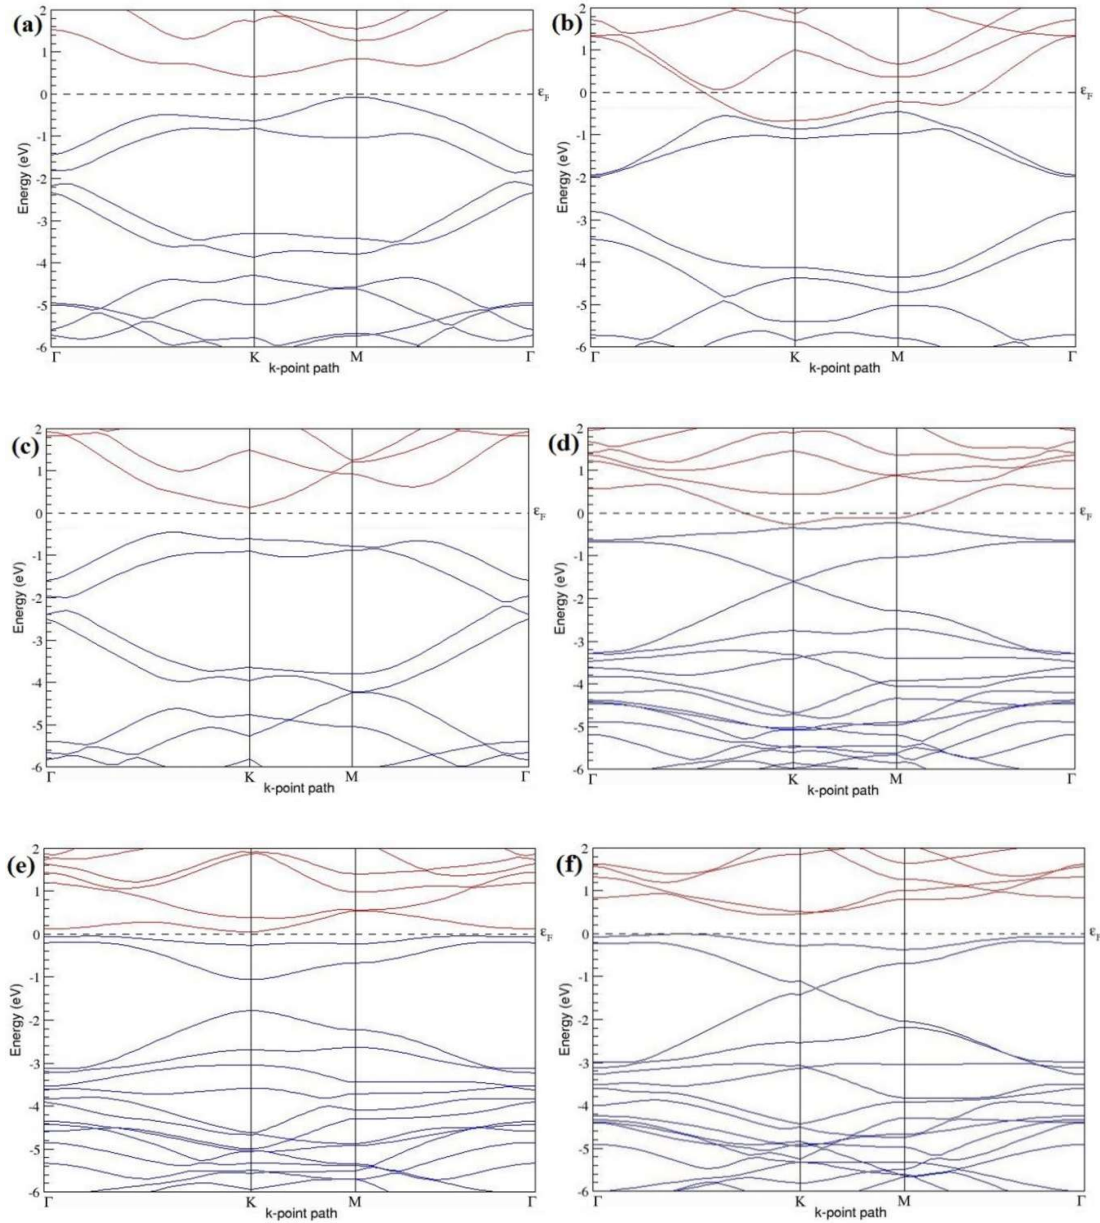 (a)
2
1
0
-1
-2
-3
-4
-5
-6
Energy (eV)
εF
Γ K M Γ
k-point path
(b)
2
1
0
-1
-2
-3
-4
-5
-6
Energy (eV)
εF
Γ K M Γ
k-point path
(c)
2
1
0
-1
-2
-3
-4
-5
-6
Energy (eV)
εF
Γ K M Γ
k-point path
(d)
2
1
0
-1
-2
-3
-4
-5
-6
Energy (eV)
εF
Γ K M Γ
k-point path
(e)
2
1
0
-1
-2
-3
-4
-5
-6
Energy (eV)
εF
Γ K M Γ
k-point path
(f)
2
1
0
-1
-2
-3
-4
-5
-6
Energy (eV)
εF
Γ K M Γ
k-point path